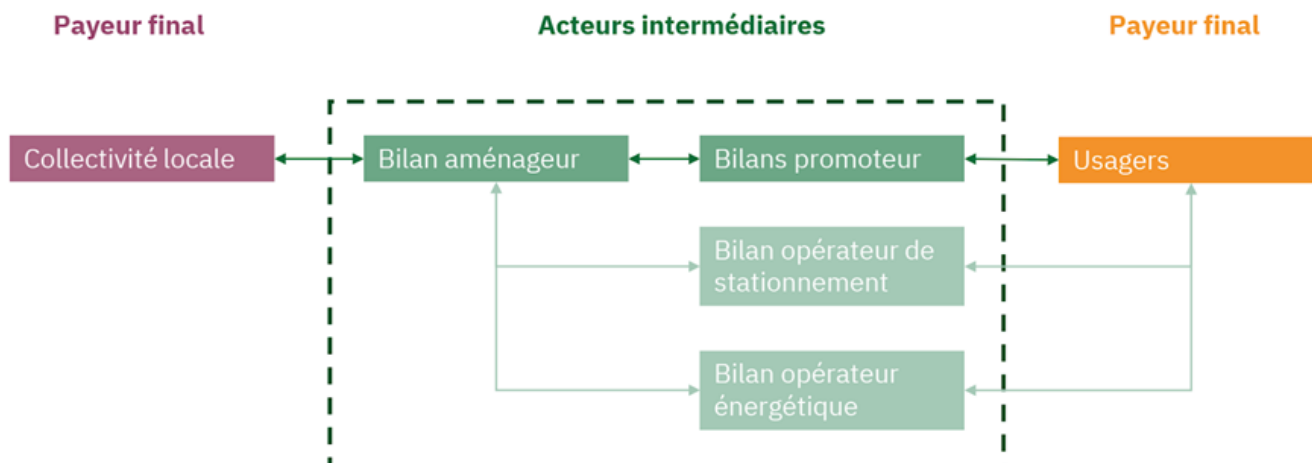 Payeur final
Acteurs intermédiaires
Payeur final
Collectivité locale
Bilan aménageur
Bilans promoteur
Usagers
Bilan opérateur de
stationnement
Bilan opérateur
énergétique